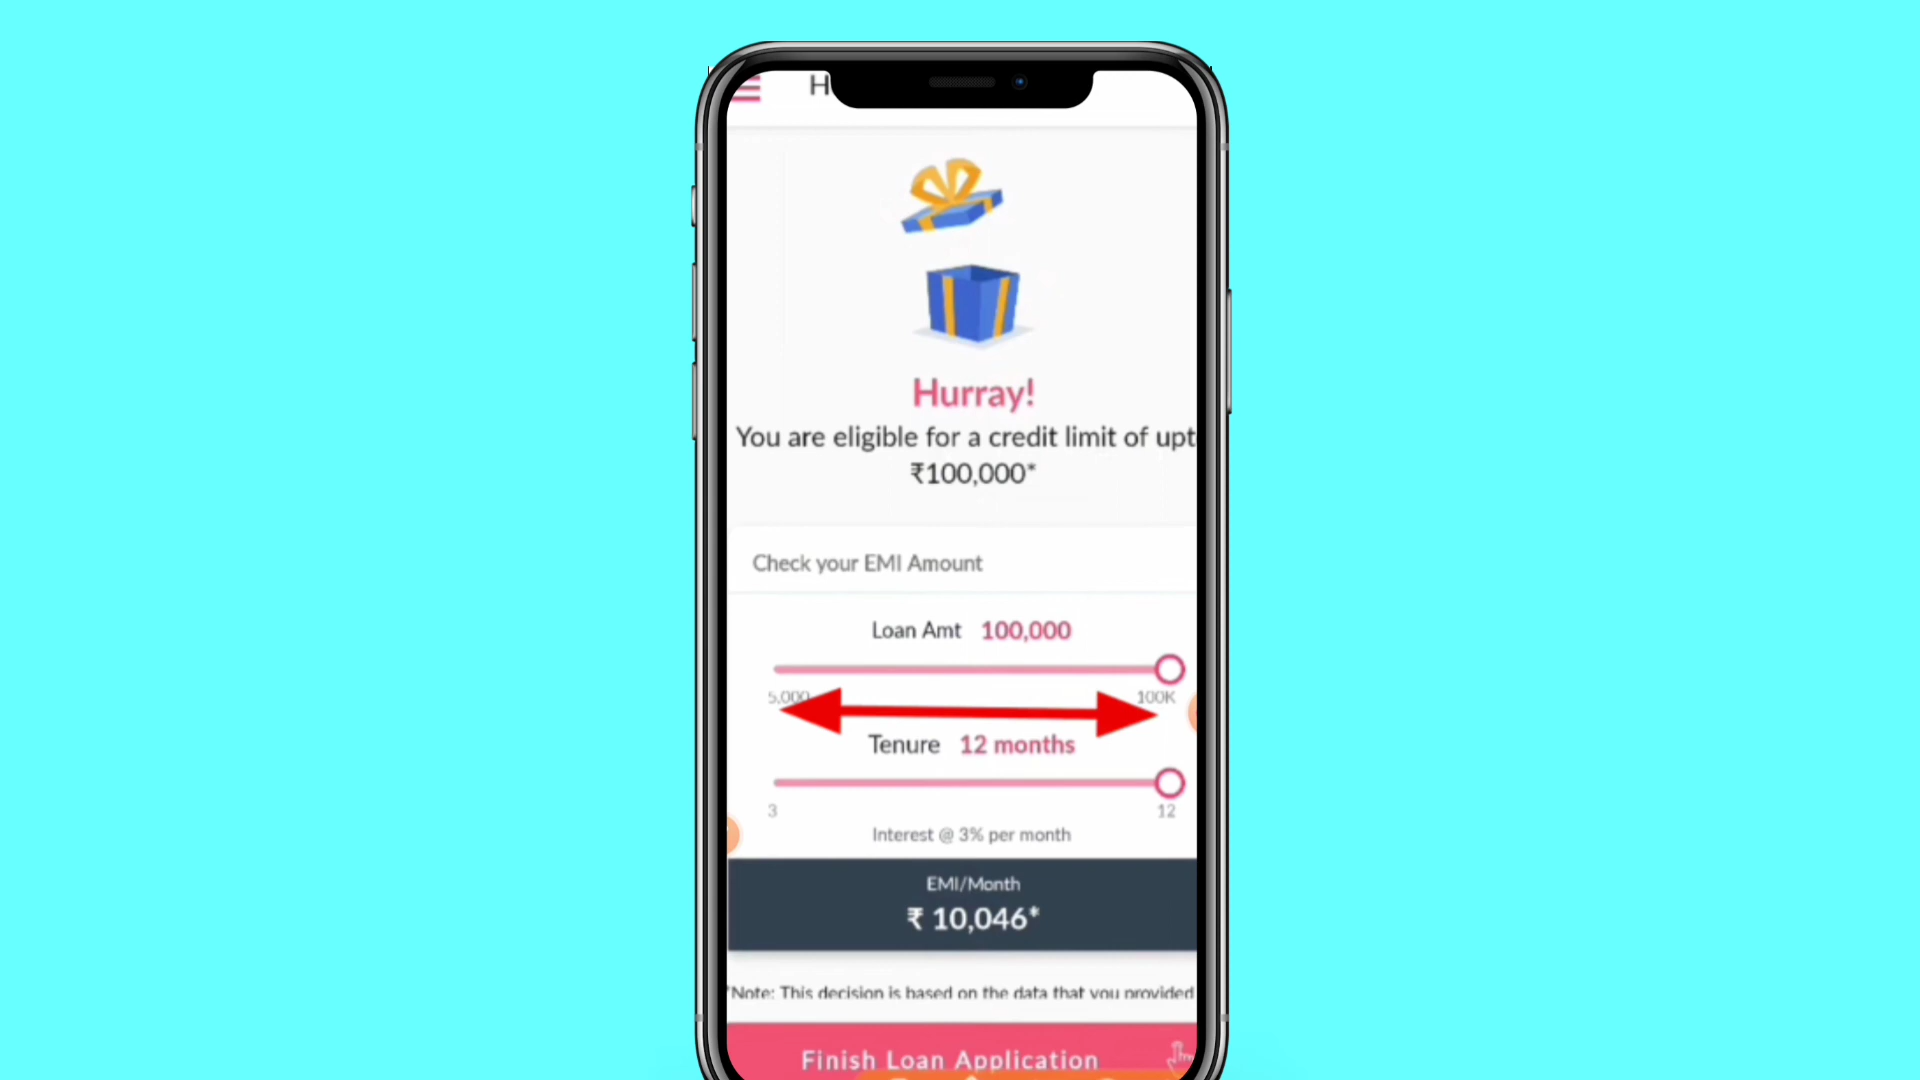 H
Hurray!
You are eligible for a credit limit of upt
₹100,000*
Check your EMI Amount
Loan Amt 100,000
5,000 100K
Tenure 12 months
3 12
Interest @ 3% per month
EMI/Month
₹ 10,046*
*Note: This decision is based on the data that you provided
Finish Loan Application